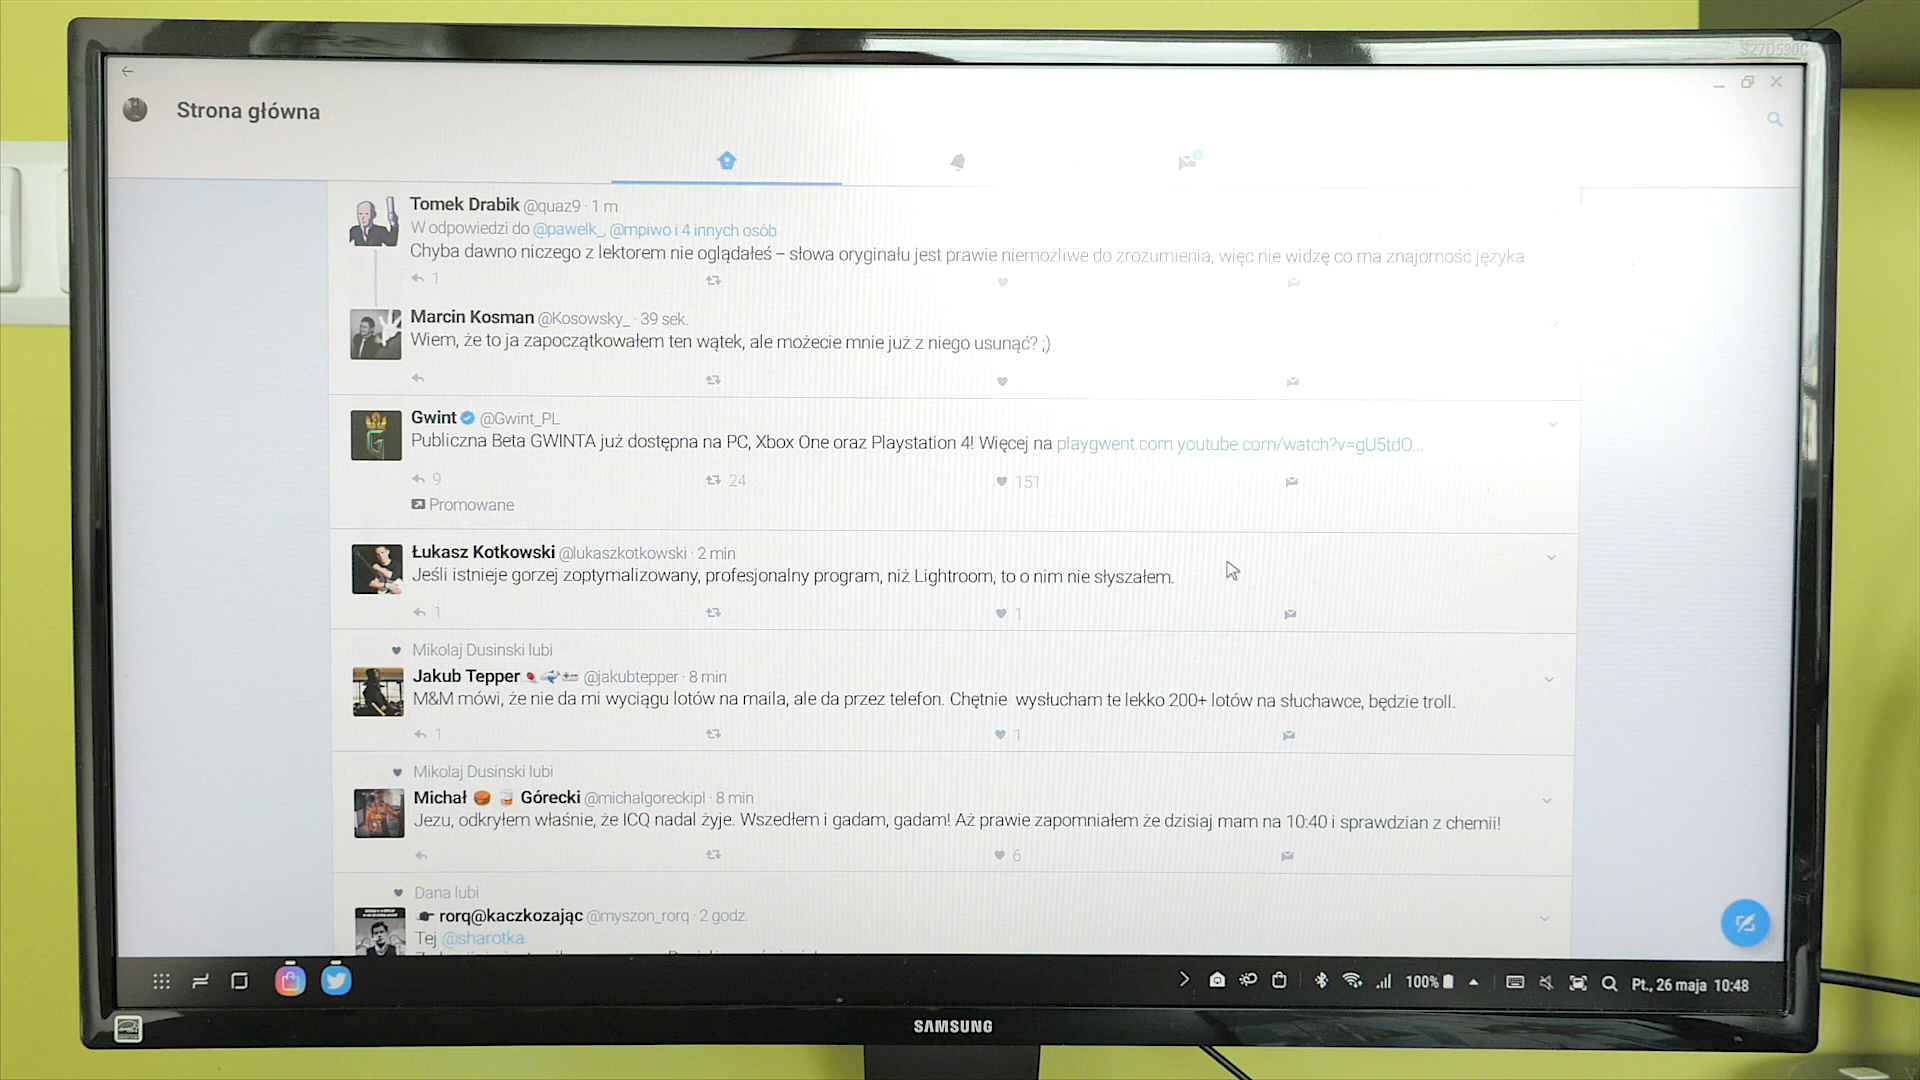 S27D590C
Strona główna
Tomek Drabik @quaz9 · 1 m
W odpowiedzi do @pawelk_, @mpiwo i 4 innych osób
Chyba dawno niczego z lektorem nie oglądałeś – słowa oryginału jest prawie niemożliwe do zrozumienia, więc nie widzę co ma znajomość języka
1
Marcin Kosman @Kosowsky_ · 39 sek.
Wiem, że to ja zapoczątkowałem ten wątek, ale możecie mnie już z niego usunąć? ;)
Gwint @Gwint_PL
Publiczna Beta GWINTA już dostępna na PC, Xbox One oraz Playstation 4! Więcej na playgwent.com youtube.com/watch?v=gU5tdO...
9 24 151
Promowane
Łukasz Kotkowski @lukaszkotkowski · 2 min
Jeśli istnieje gorzej zoptymalizowany, profesjonalny program, niż Lightroom, to o nim nie słyszałem.
1 1
Mikolaj Dusinski lubi
Jakub Tepper @jakubtepper · 8 min
M&M mówi, że nie da mi wyciągu lotów na maila, ale da przez telefon. Chętnie wysłucham te lekko 200+ lotów na słuchawce, będzie troll.
1 1
Mikolaj Dusinski lubi
Michał Górecki @michalgoreckipl · 8 min
Jezu, odkryłem właśnie, że ICQ nadal żyje. Wszedłem i gadam, gadam! Aż prawie zapomniałem że dzisiaj mam na 10:40 i sprawdzian z chemii!
6
Dana lubi
rorq@kaczkozając @myszon_rorq · 2 godz.
Tej @sharotka
100% Pt., 26 maja 10:48
SAMSUNG